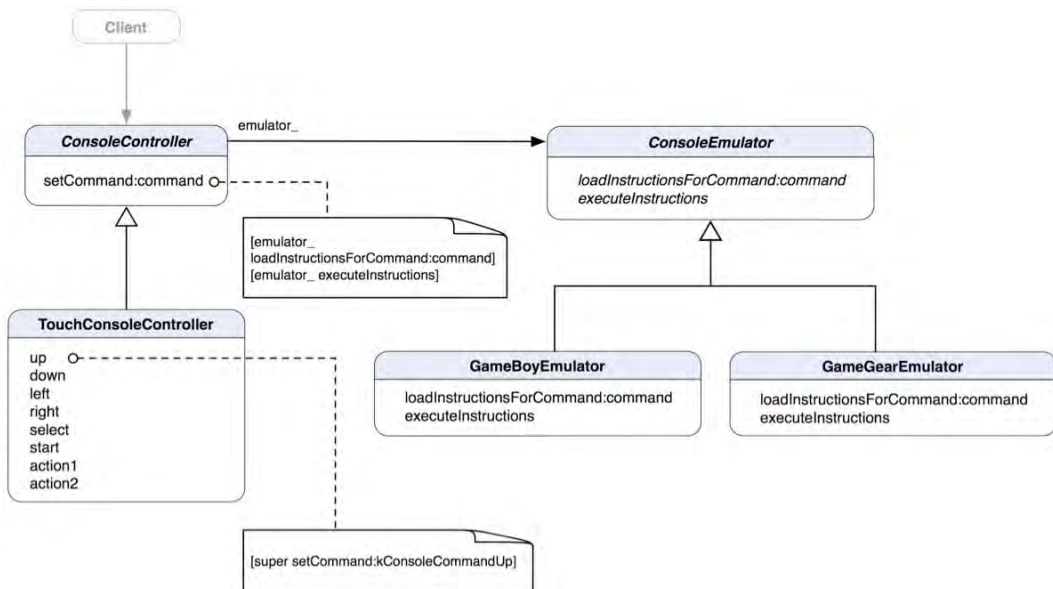 Client
ConsoleController
setCommand:command
emulator_
ConsoleEmulator
loadInstructionsForCommand:command
executeInstructions
[emulator_
loadInstructionsForCommand:command]
[emulator_ executeInstructions]
TouchConsoleController
up
down
left
right
select
start
action1
action2
GameBoyEmulator
loadInstructionsForCommand:command
executeInstructions
GameGearEmulator
loadInstructionsForCommand:command
executeInstructions
[super setCommand:kConsoleCommandUp]